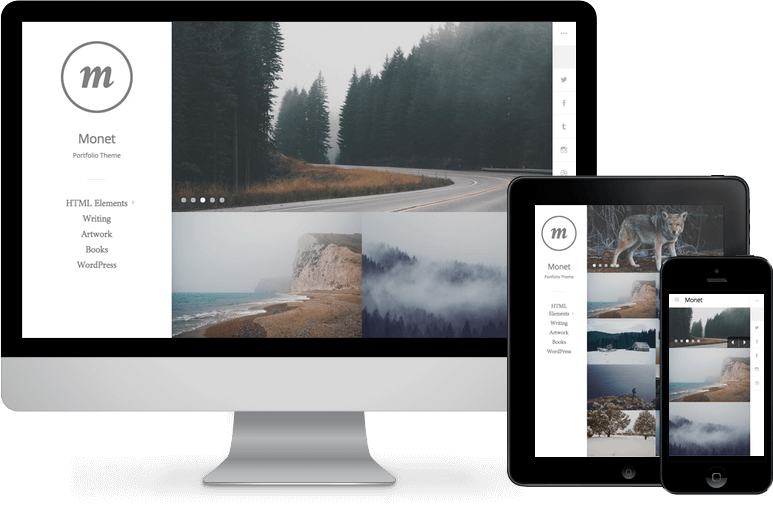 m
Monet
Portfolio Theme
HTML Elements ›
Writing
Artwork
Books
WordPress
m
Monet
Portfolio Theme
HTML
Elements ›
Writing
Artwork
Books
WordPress
Monet